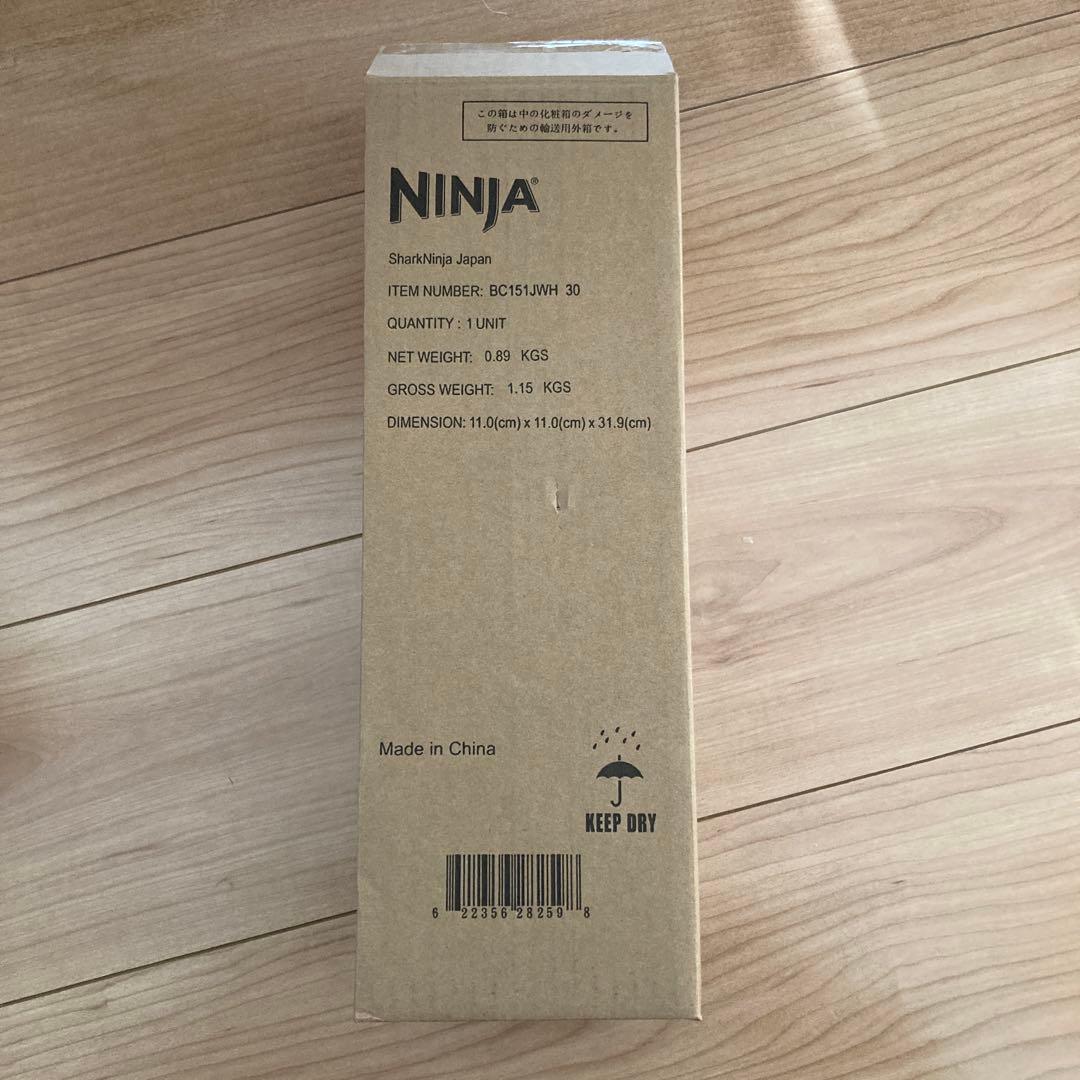 この箱は中の化粧箱のダメージを
防ぐための輸送用外箱です。
NINJA®
SharkNinja Japan
ITEM NUMBER: BC151JWH 30
QUANTITY : 1 UNIT
NET WEIGHT: 0.89 KGS
GROSS WEIGHT: 1.15 KGS
DIMENSION: 11.0(cm) x 11.0(cm) x 31.9(cm)
Made in China
KEEP DRY
6 22356 28259 8